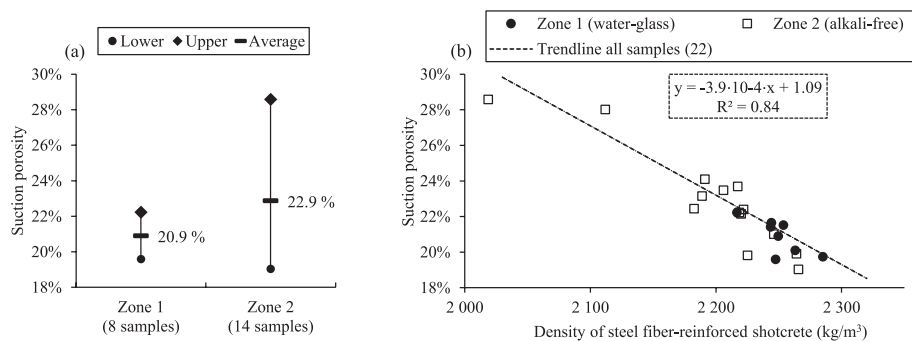 (a)
Lower Upper Average
30%
28%
26%
24%
22%
20%
18%
Suction porosity
20.9 %
22.9 %
Zone 1
(8 samples)
Zone 2
(14 samples)
(b)
Zone 1 (water-glass) Zone 2 (alkali-free)
Trendline all samples (22)
30%
28%
26%
24%
22%
20%
18%
Suction porosity
y = -3.9·10-4·x + 1.09
R² = 0.84
2 000 2 100 2 200 2 300
Density of steel fiber-reinforced shotcrete (kg/m³)